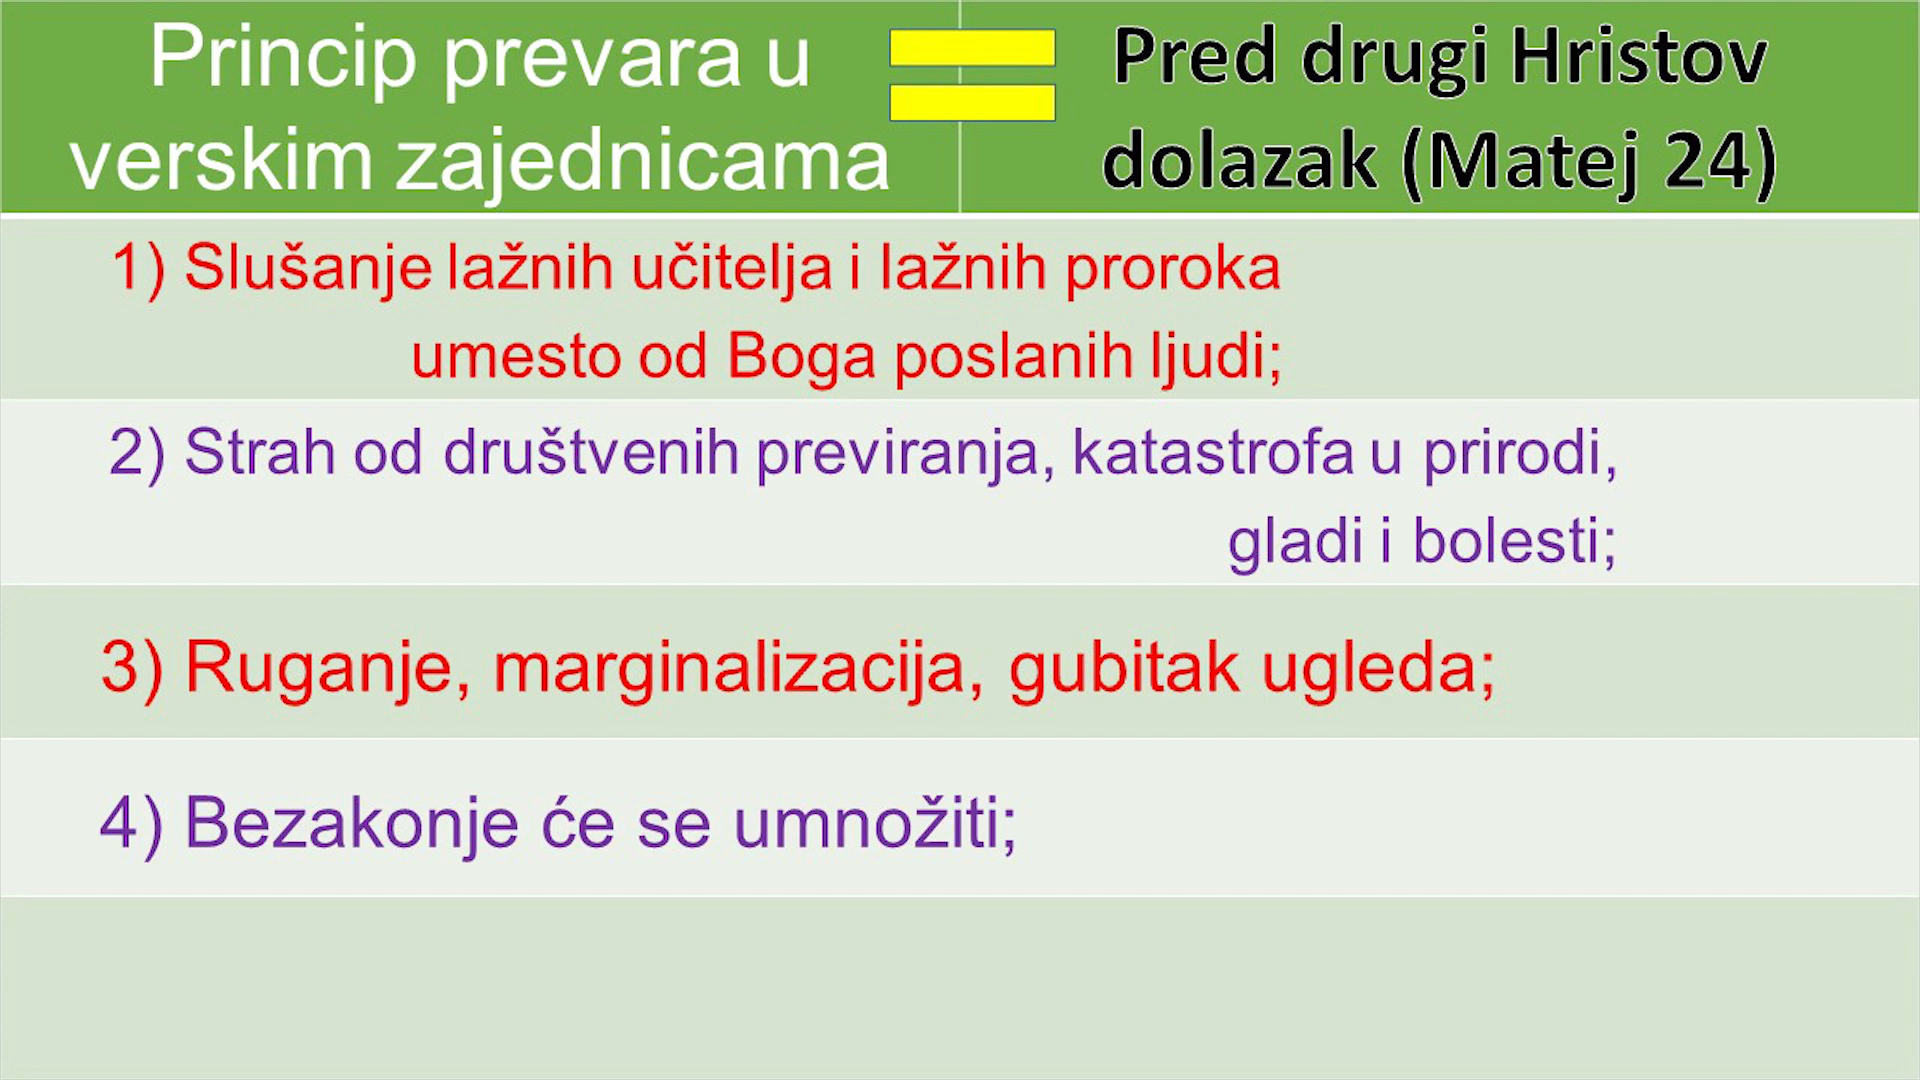 Princip prevara u
verskim zajednicama
Pred drugi Hristov
dolazak (Matej 24)
1) Slušanje lažnih učitelja i lažnih proroka
umesto od Boga poslanih ljudi;
2) Strah od društvenih previranja, katastrofa u prirodi,
gladi i bolesti;
3) Ruganje, marginalizacija, gubitak ugleda;
4) Bezakonje će se umnožiti;